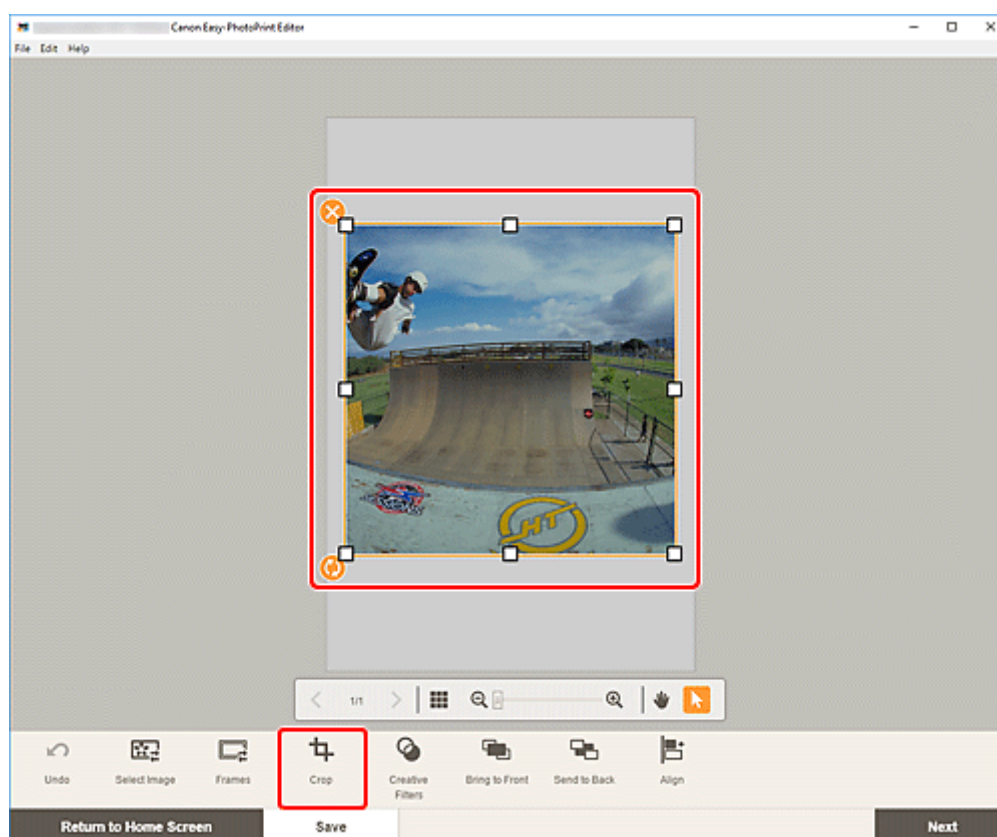 Canon Easy-PhotoPrint Editor
File Edit Help
HT
1/1
Undo
Select Image
Frames
Crop
Creative
Filters
Bring to Front
Send to Back
Align
Return to Home Screen
Save
Next